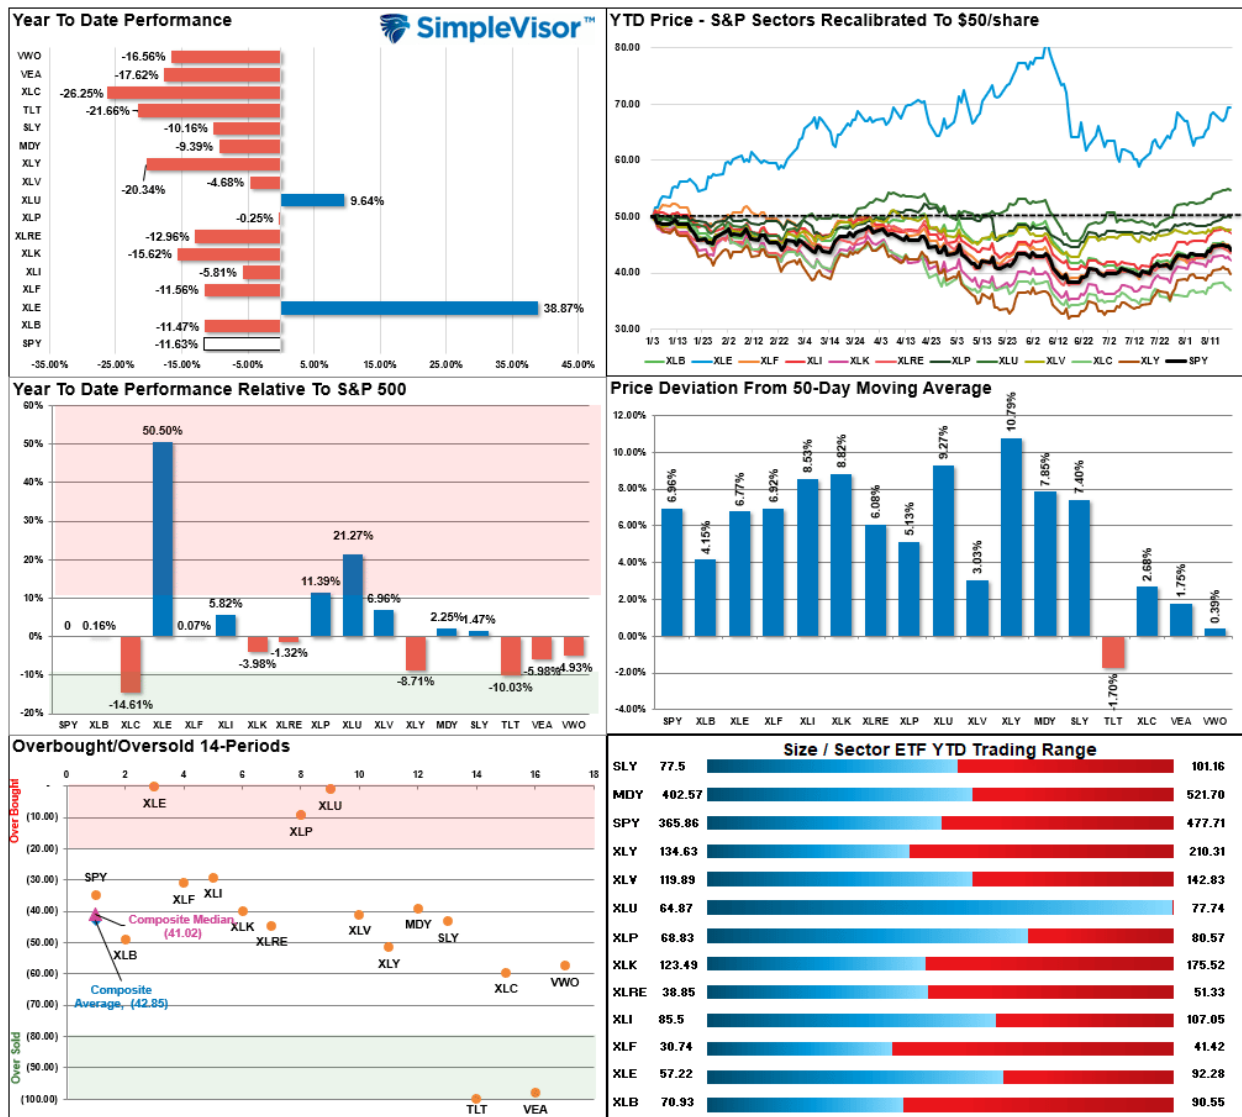 Year To Date Performance
SimpleVisor™
VWO -16.56%
VEA -17.62%
XLC -26.25%
TLT -21.66%
SLY -10.16%
MDY -9.39%
XLY -20.34%
XLV -4.68%
XLU 9.64%
XLP -0.25%
XLRE -12.96%
XLK -15.62%
XLI -5.81%
XLF -11.56%
XLE 38.87%
XLB -11.47%
SPY -11.63%
-35.00% -25.00% -15.00% -5.00% 5.00% 15.00% 25.00% 35.00% 45.00%
YTD Price - S&P Sectors Recalibrated To $50/share
80.00
70.00
60.00
50.00
40.00
30.00
1/3 1/13 1/23 2/2 2/12 2/22 3/4 3/14 3/24 4/3 4/13 4/23 5/3 5/13 5/23 6/2 6/12 6/22 7/2 7/12 7/22 8/1 8/11
XLB XLE XLF XLI XLK XLRE XLP XLU XLV XLC XLY SPY
Year To Date Performance Relative To S&P 500
60%
50%
40%
30%
20%
10%
0%
-10%
-20%
0 0.16% -14.61% 50.50% 0.07% 5.82% -3.98% -1.32% 11.39% 21.27% 6.96% -8.71% 2.25% 1.47% -10.03% -5.98% -4.93%
SPY XLB XLC XLE XLF XLI XLK XLRE XLP XLU XLV XLY MDY SLY TLT VEA VWO
Price Deviation From 50-Day Moving Average
12.00%
10.00%
8.00%
6.00%
4.00%
2.00%
0.00%
-2.00%
-4.00%
6.96% 4.15% 6.77% 6.92% 8.53% 8.82% 6.08% 5.13% 9.27% 3.03% 10.79% 7.85% 7.40% -1.70% 2.68% 1.75% 0.39%
SPY XLB XLE XLF XLI XLK XLRE XLP XLU XLV XLY MDY SLY TLT XLC VEA VWO
Overbought/Oversold 14-Periods
0 2 4 6 8 10 12 14 16 18
Over Bought
Over Sold
-
(10.00)
(20.00)
(30.00)
(40.00)
(50.00)
(60.00)
(70.00)
(80.00)
(90.00)
(100.00)
XLE
XLU
XLP
SPY
XLF
XLI
Composite Median
(41.02)
XLK
XLRE
XLV
MDY
SLY
XLB
XLY
XLC
VWO
Composite
Average, (42.85)
TLT
VEA
Size / Sector ETF YTD Trading Range
SLY 77.5 101.16
MDY 402.57 521.70
SPY 365.86 477.71
XLY 134.63 210.31
XLV 119.89 142.83
XLU 64.87 77.74
XLP 68.83 80.57
XLK 123.49 175.52
XLRE 38.85 51.33
XLI 85.5 107.05
XLF 30.74 41.42
XLE 57.22 92.28
XLB 70.93 90.55